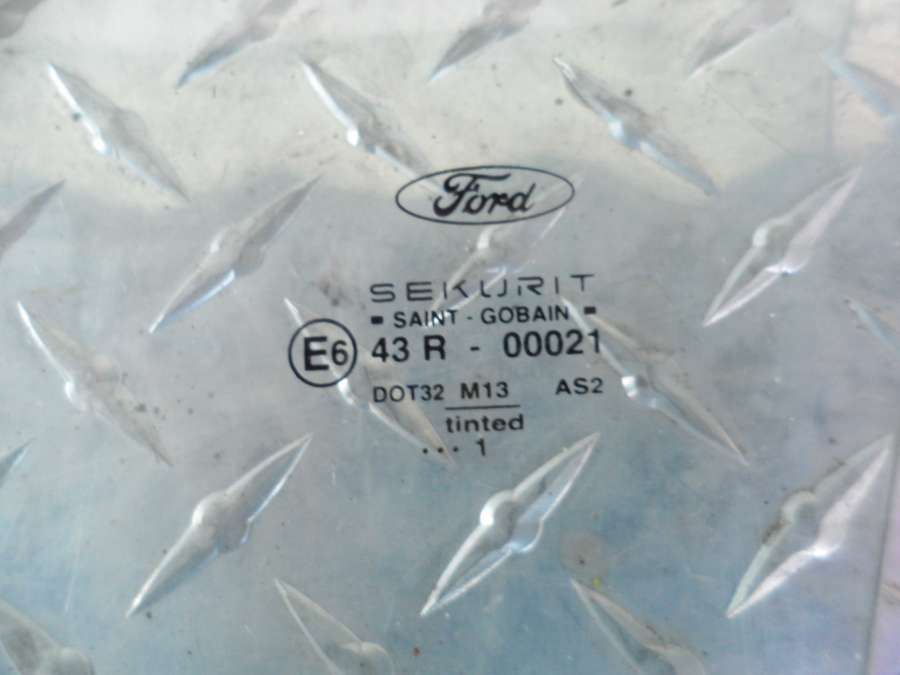 Ford
SEKURIT
SAINT - GOBAIN
E6 43 R - 00021
DOT32 M13 AS2
tinted
... 1